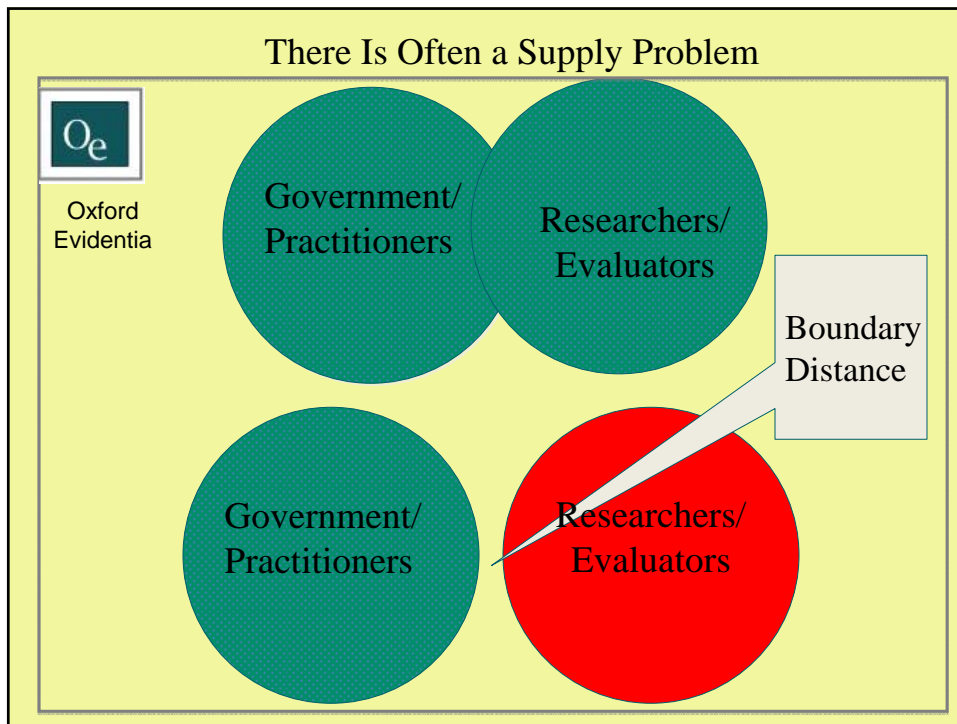 There Is Often a Supply Problem
Oe
Oxford
Evidentia
Government/
Practitioners
Researchers/
Evaluators
Boundary
Distance
Government/
Practitioners
Researchers/
Evaluators